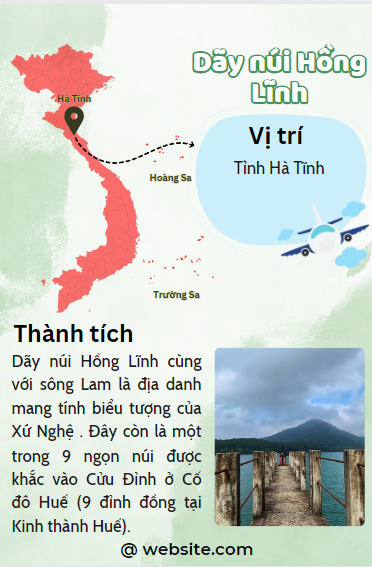 Dãy núi Hồng
Lĩnh
Hà Tĩnh
Vị trí
Tỉnh Hà Tĩnh
Hoàng Sa
Trường Sa
Thành tích
Dãy núi Hồng Lĩnh cùng
với sông Lam là địa danh
mang tính biểu tượng của
Xứ Nghệ . Đây còn là một
trong 9 ngọn núi được
khắc vào Cửu Đỉnh ở Cố
đô Huế (9 đỉnh đồng tại
Kinh thành Huế).
@ website.com